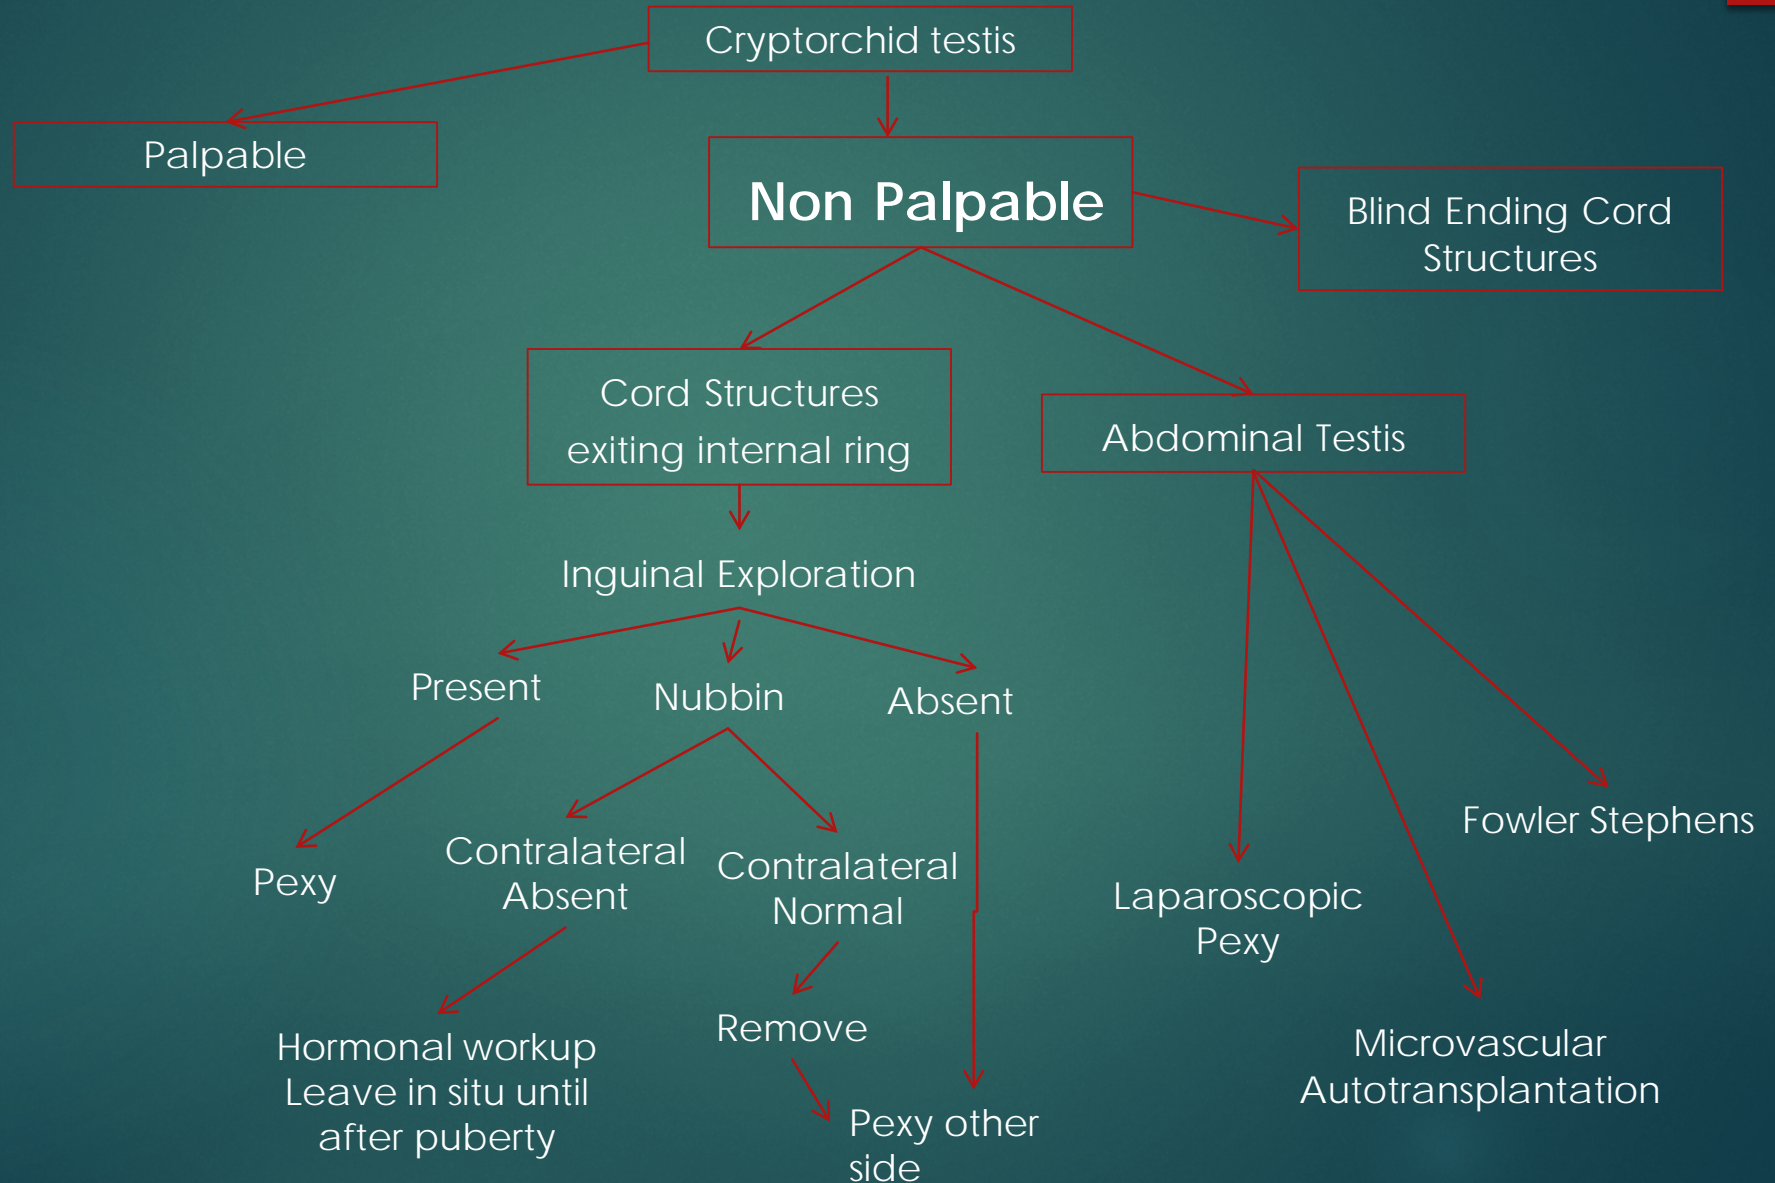 Cryptorchid testis
Palpable
Non Palpable
Blind Ending Cord
Structures
Cord Structures
exiting internal ring
Abdominal Testis
Inguinal Exploration
Present
Nubbin
Absent
Pexy
Contralateral
Absent
Contralateral
Normal
Laparoscopic
Pexy
Fowler Stephens
Hormonal workup
Leave in situ until
after puberty
Remove
Pexy other
side
Microvascular
Autotransplantation